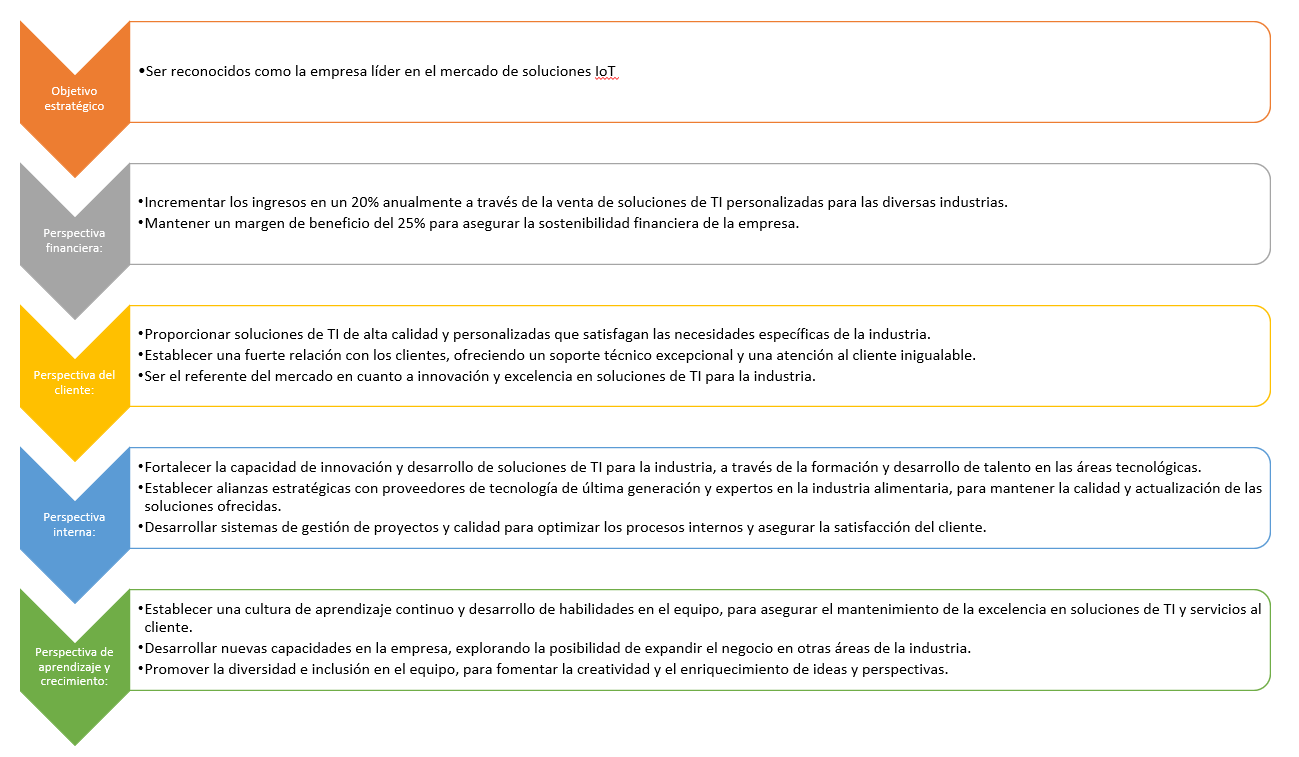 Objetivo
estratégico
•Ser reconocidos como la empresa líder en el mercado de soluciones IoT
Perspectiva
financiera:
•Incrementar los ingresos en un 20% anualmente a través de la venta de soluciones de TI personalizadas para las diversas industrias.
•Mantener un margen de beneficio del 25% para asegurar la sostenibilidad financiera de la empresa.
Perspectiva del
cliente:
•Proporcionar soluciones de TI de alta calidad y personalizadas que satisfagan las necesidades específicas de la industria.
•Establecer una fuerte relación con los clientes, ofreciendo un soporte técnico excepcional y una atención al cliente inigualable.
•Ser el referente del mercado en cuanto a innovación y excelencia en soluciones de TI para la industria.
Perspectiva
interna:
•Fortalecer la capacidad de innovación y desarrollo de soluciones de TI para la industria, a través de la formación y desarrollo de talento en las áreas tecnológicas.
•Establecer alianzas estratégicas con proveedores de tecnología de última generación y expertos en la industria alimentaria, para mantener la calidad y actualización de las
soluciones ofrecidas.
•Desarrollar sistemas de gestión de proyectos y calidad para optimizar los procesos internos y asegurar la satisfacción del cliente.
Perspectiva de
aprendizaje y
crecimiento:
•Establecer una cultura de aprendizaje continuo y desarrollo de habilidades en el equipo, para asegurar el mantenimiento de la excelencia en soluciones de TI y servicios al
cliente.
•Desarrollar nuevas capacidades en la empresa, explorando la posibilidad de expandir el negocio en otras áreas de la industria.
•Promover la diversidad e inclusión en el equipo, para fomentar la creatividad y el enriquecimiento de ideas y perspectivas.